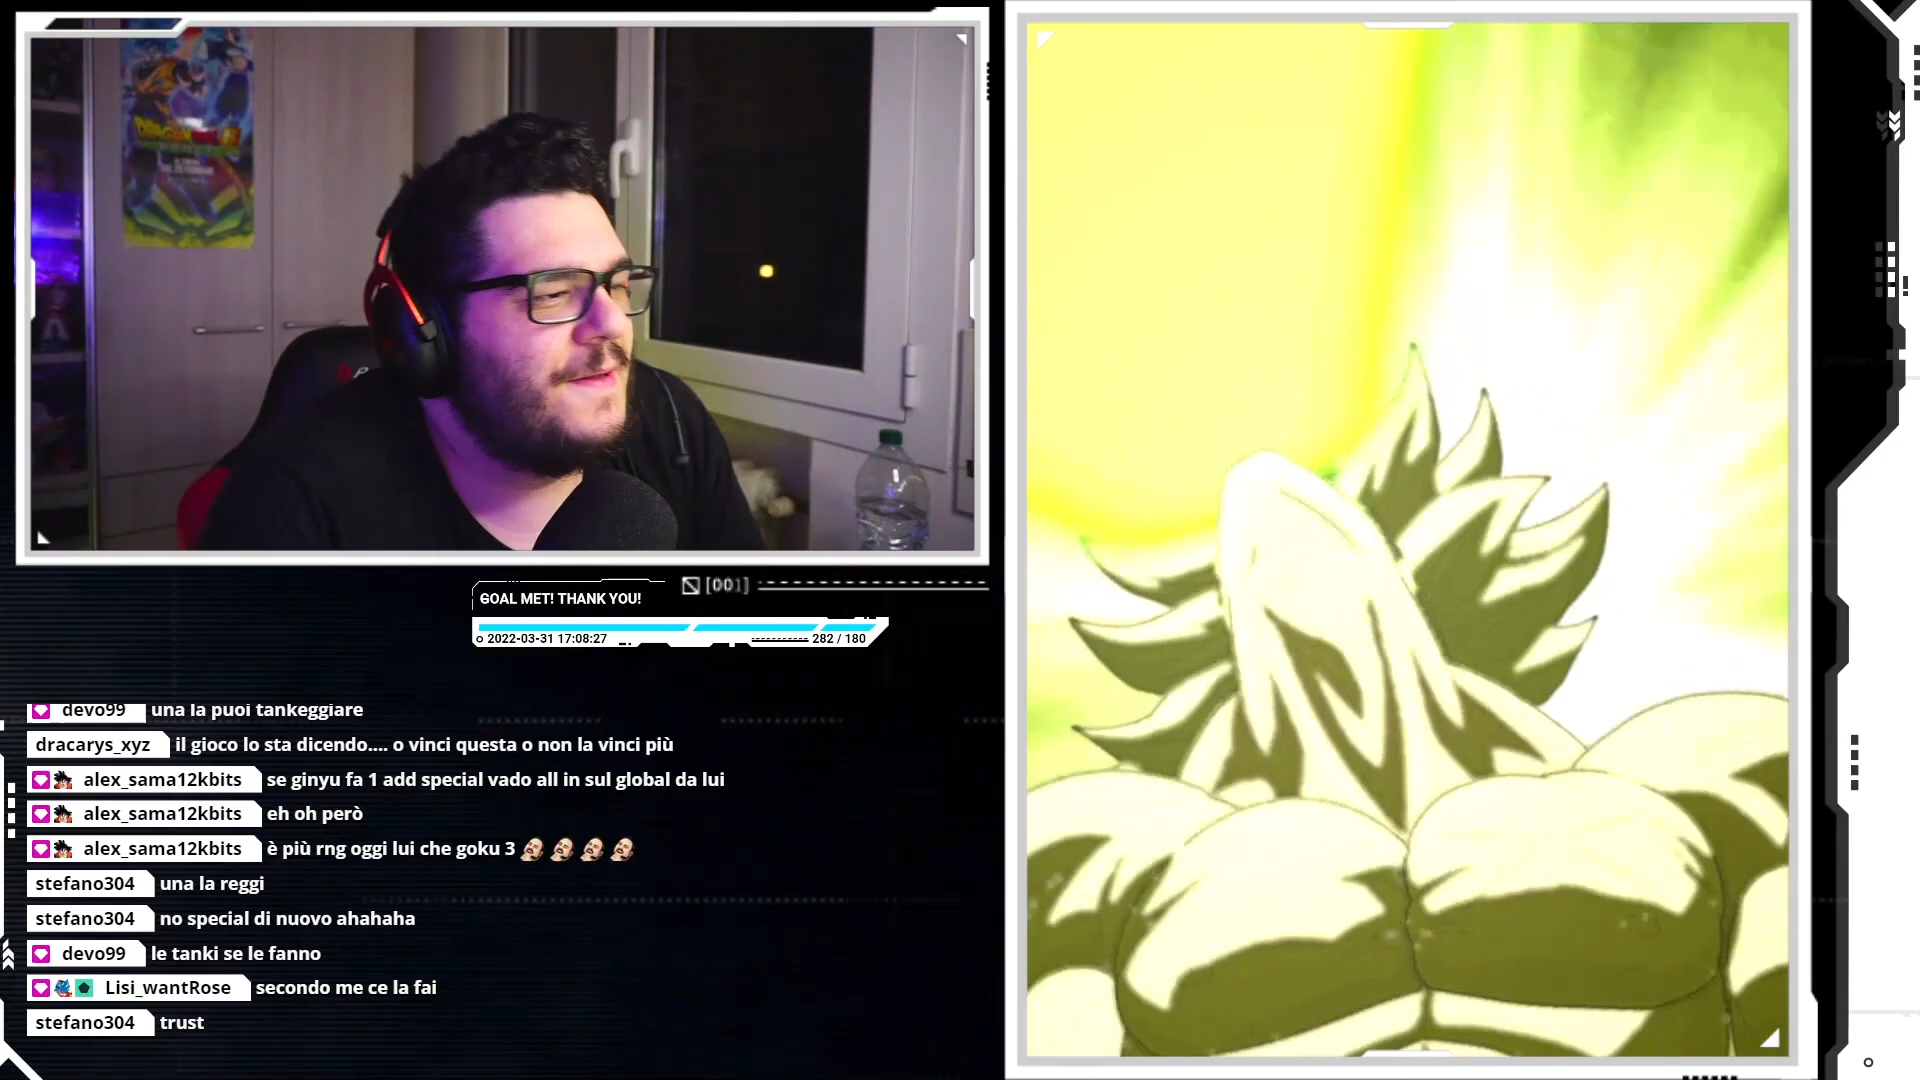 DRAGON BALL
[001]
GOAL MET! THANK YOU!
2022-03-31 17:08:27
282 / 180
devo99 una la puoi tankeggiare
dracarys_xyz il gioco lo sta dicendo.... o vinci questa o non la vinci più
alex_sama12kbits se ginyu fa 1 add special vado all in sul global da lui
alex_sama12kbits eh oh però
alex_sama12kbits è più rng oggi lui che goku 3
stefano304 una la reggi
stefano304 no special di nuovo ahahaha
devo99 le tanki se le fanno
Lisi_wantRose secondo me ce la fai
stefano304 trust